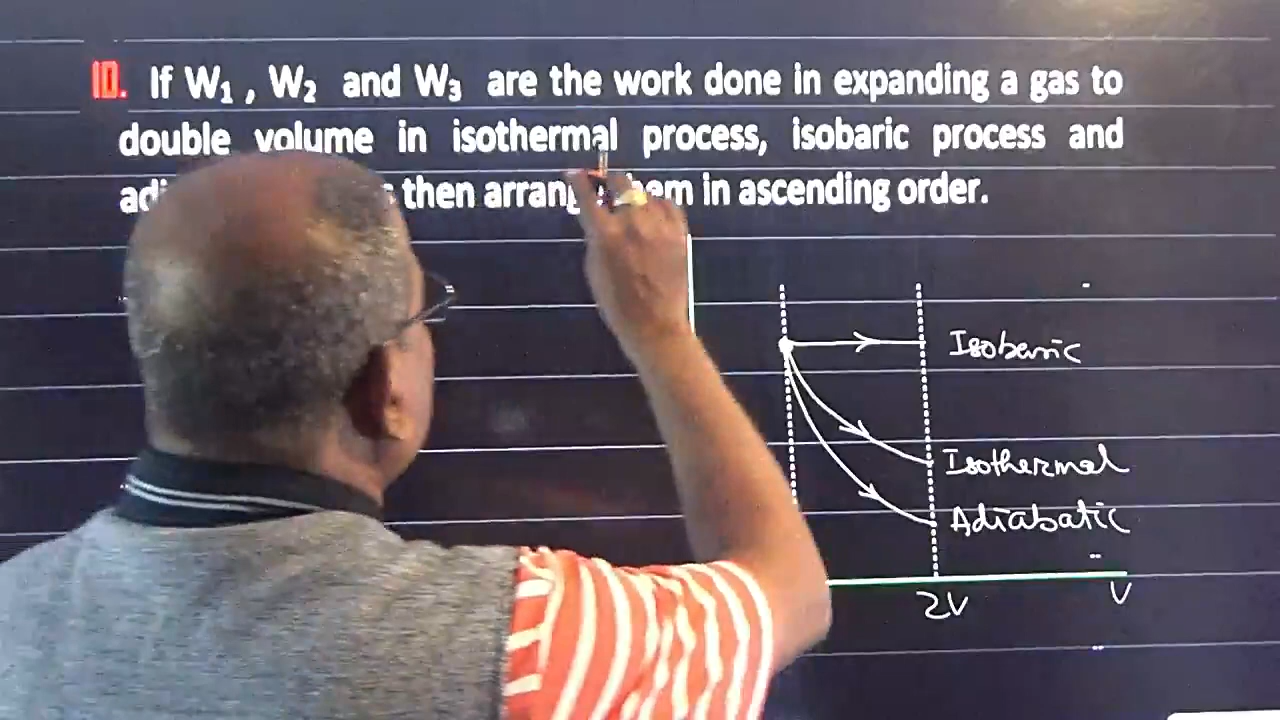 10. If W₁ , W₂ and W₃ are the work done in expanding a gas to
double volume in isothermal process, isobaric process and
then in ascending order.
Isobaric
Isothermal
Adiabatic
2V V